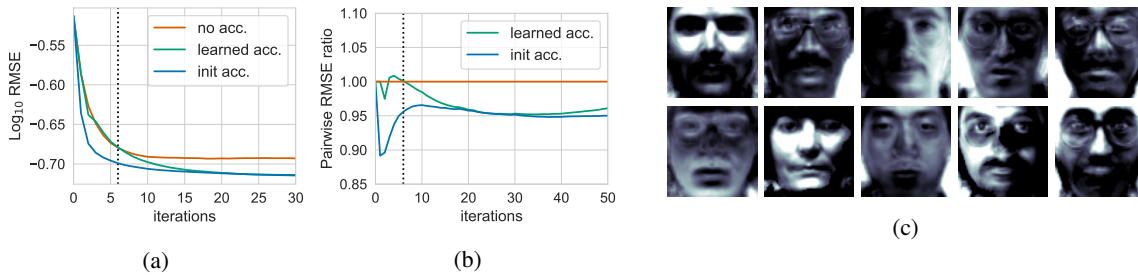 no acc.
learned acc.
init acc.
Log10 RMSE
−0.55
−0.60
−0.65
−0.70
0 5 10 15 20 25 30
iterations
(a)
learned acc.
init acc.
Pairwise RMSE ratio
1.10
1.05
1.00
0.95
0.90
0.85
0 10 20 30 40 50
iterations
(b)
(c)